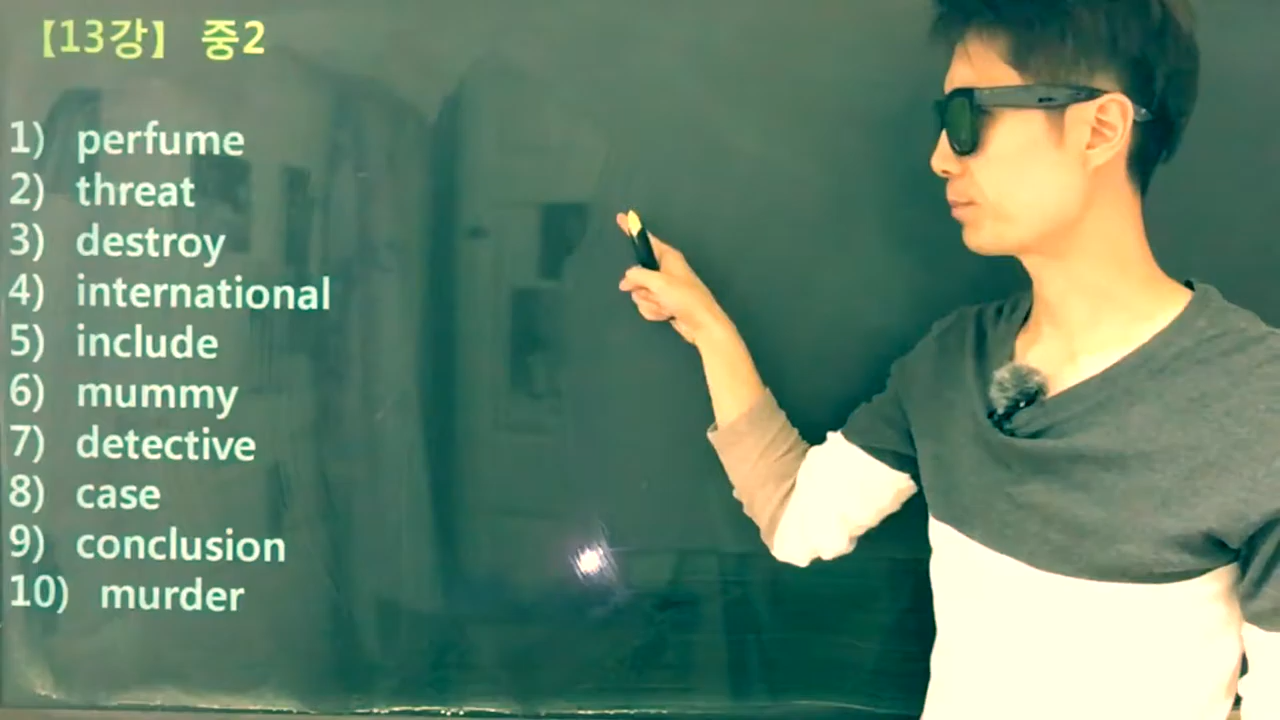 【13강】 중2
1) perfume
2) threat
3) destroy
4) international
5) include
6) mummy
7) detective
8) case
9) conclusion
10) murder